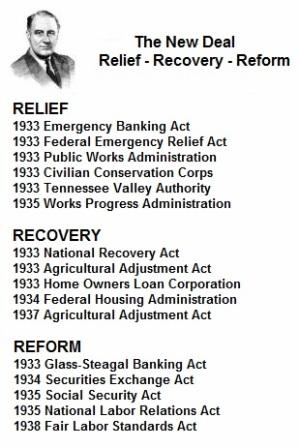 The New Deal
Relief - Recovery - Reform
RELIEF
1933 Emergency Banking Act
1933 Federal Emergency Relief Act
1933 Public Works Administration
1933 Civilian Conservation Corps
1933 Tennessee Valley Authority
1935 Works Progress Administration
RECOVERY
1933 National Recovery Act
1933 Agricultural Adjustment Act
1933 Home Owners Loan Corporation
1934 Federal Housing Administration
1937 Agricultural Adjustment Act
REFORM
1933 Glass-Steagal Banking Act
1934 Securities Exchange Act
1935 Social Security Act
1935 National Labor Relations Act
1938 Fair Labor Standards Act